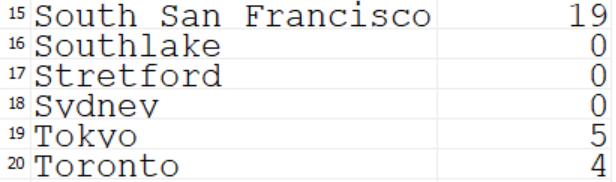 15 South San Francisco 19
16 Southlake 0
17 Stretford 0
18 Sydney 0
19 Tokyo 5
20 Toronto 4